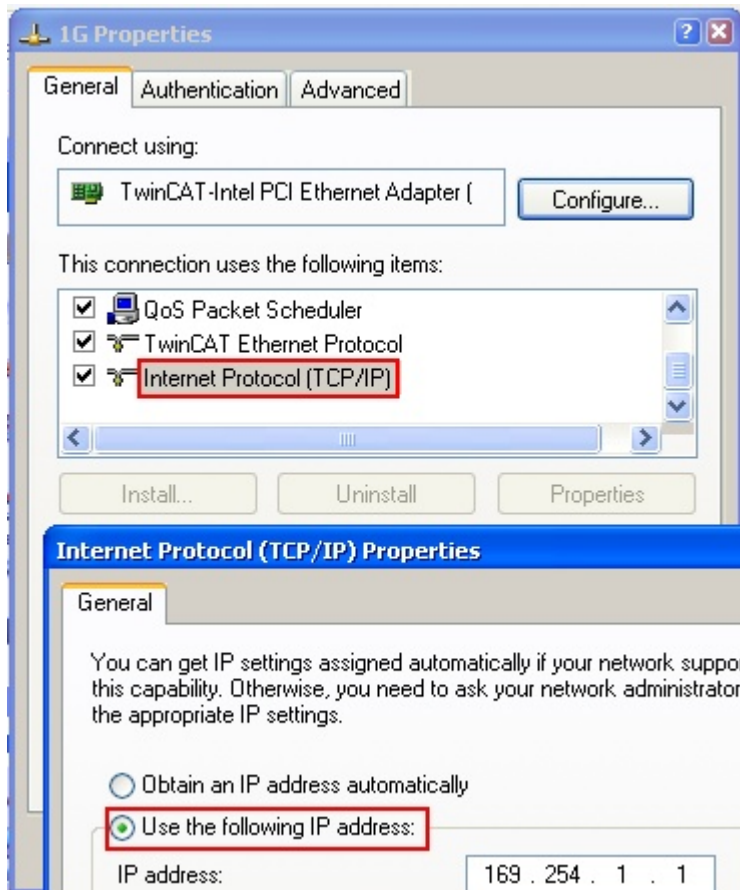 1G Properties
General Authentication Advanced
Connect using:
TwinCAT-Intel PCI Ethernet Adapter (
Configure...
This connection uses the following items:
QoS Packet Scheduler
TwinCAT Ethernet Protocol
Internet Protocol (TCP/IP)
Install... Uninstall Properties
Internet Protocol (TCP/IP) Properties
General
You can get IP settings assigned automatically if your network suppor
this capability. Otherwise, you need to ask your network administrator
the appropriate IP settings.
Obtain an IP address automatically
Use the following IP address:
IP address: 169 . 254 . 1 . 1